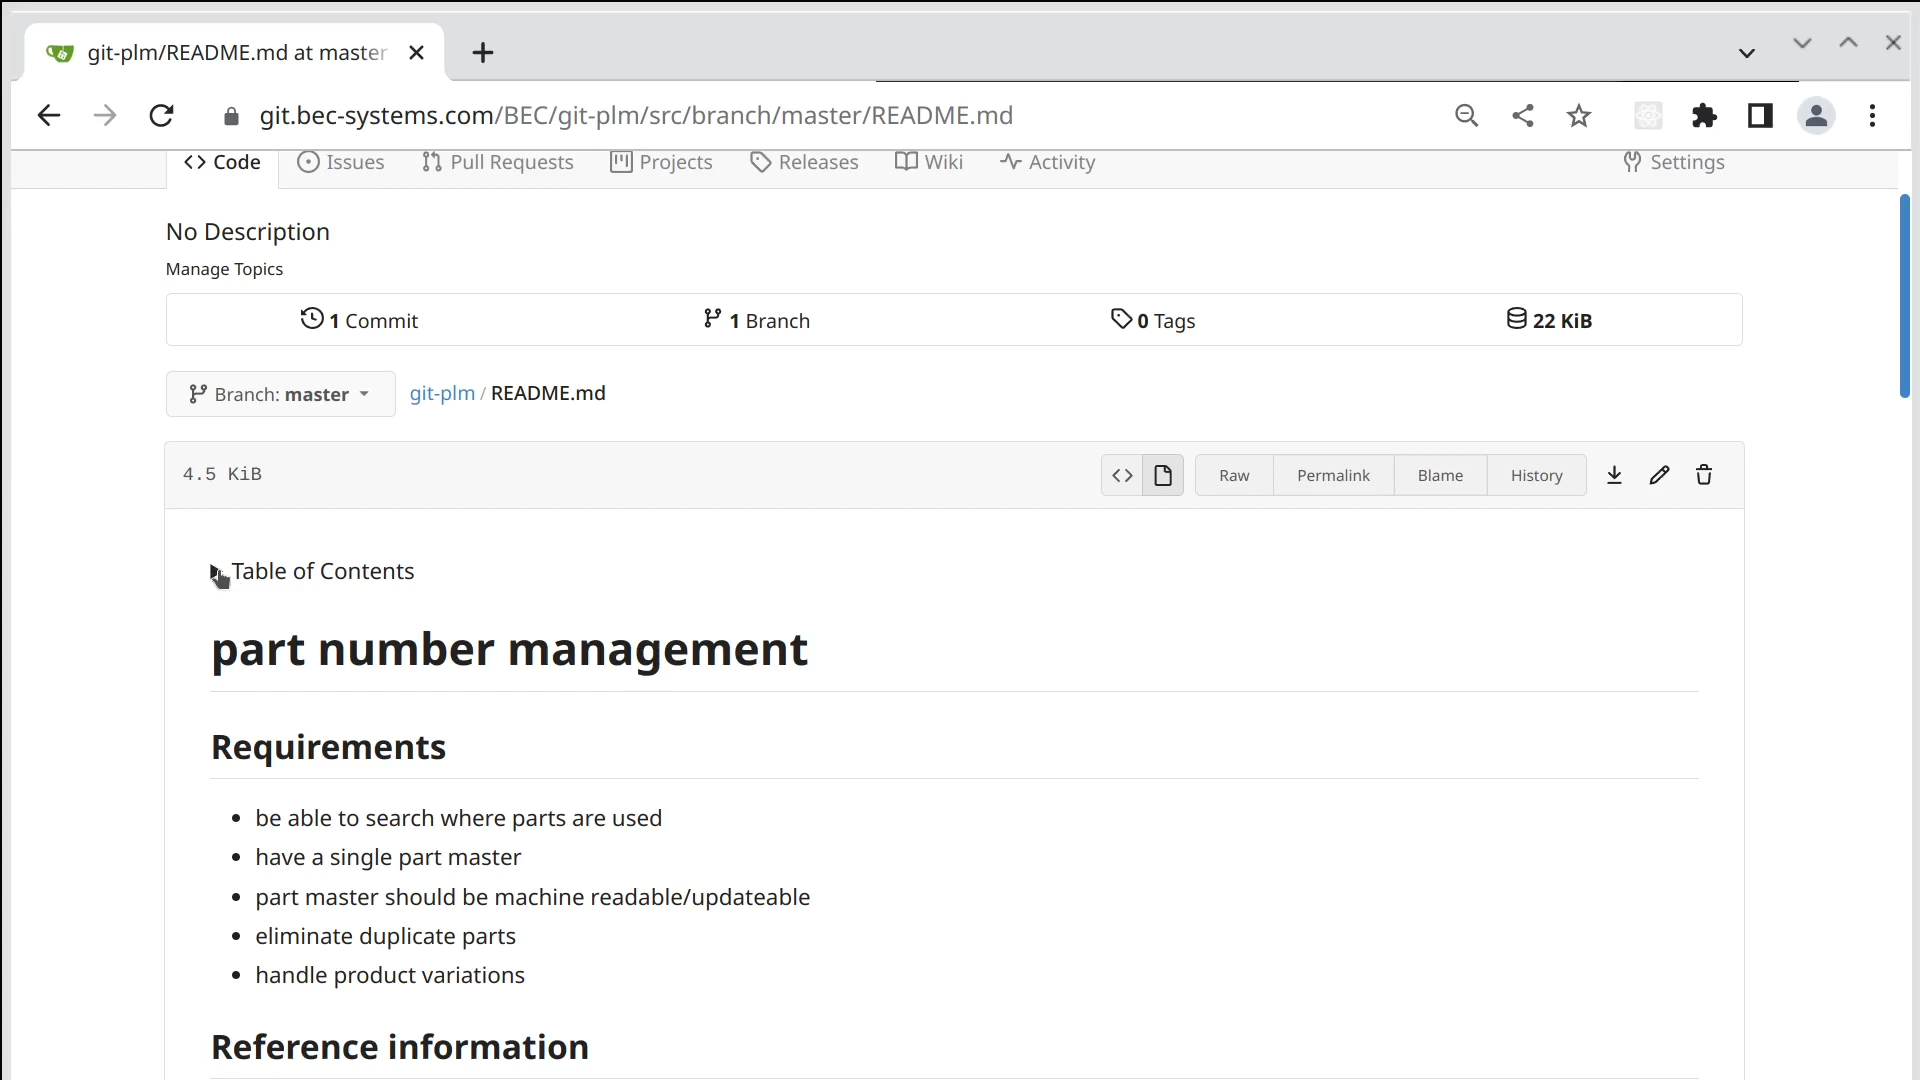 git-plm/README.md at master
git.bec-systems.com/BEC/git-plm/src/branch/master/README.md
Code Issues Pull Requests Projects Releases Wiki Activity Settings
No Description
Manage Topics
1 Commit 1 Branch 0 Tags 22 KiB
Branch: master git-plm / README.md
4.5 KiB Raw Permalink Blame History
Table of Contents
part number management
Requirements
be able to search where parts are used
have a single part master
part master should be machine readable/updateable
eliminate duplicate parts
handle product variations
Reference information